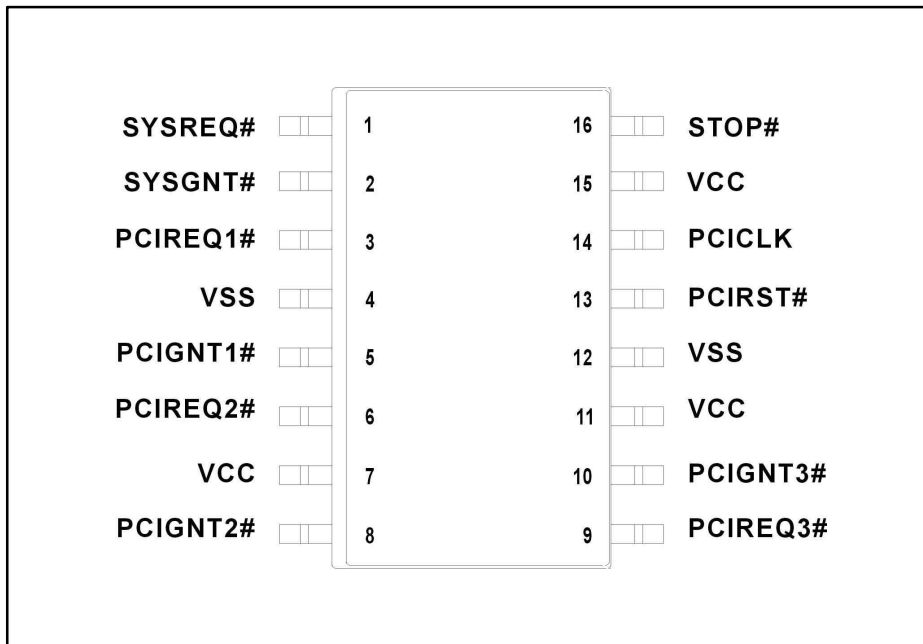 SYSREQ# 1 16 STOP#
SYSGNT# 2 15 VCC
PCIREQ1# 3 14 PCICLK
VSS 4 13 PCIRST#
PCIGNT1# 5 12 VSS
PCIREQ2# 6 11 VCC
VCC 7 10 PCIGNT3#
PCIGNT2# 8 9 PCIREQ3#